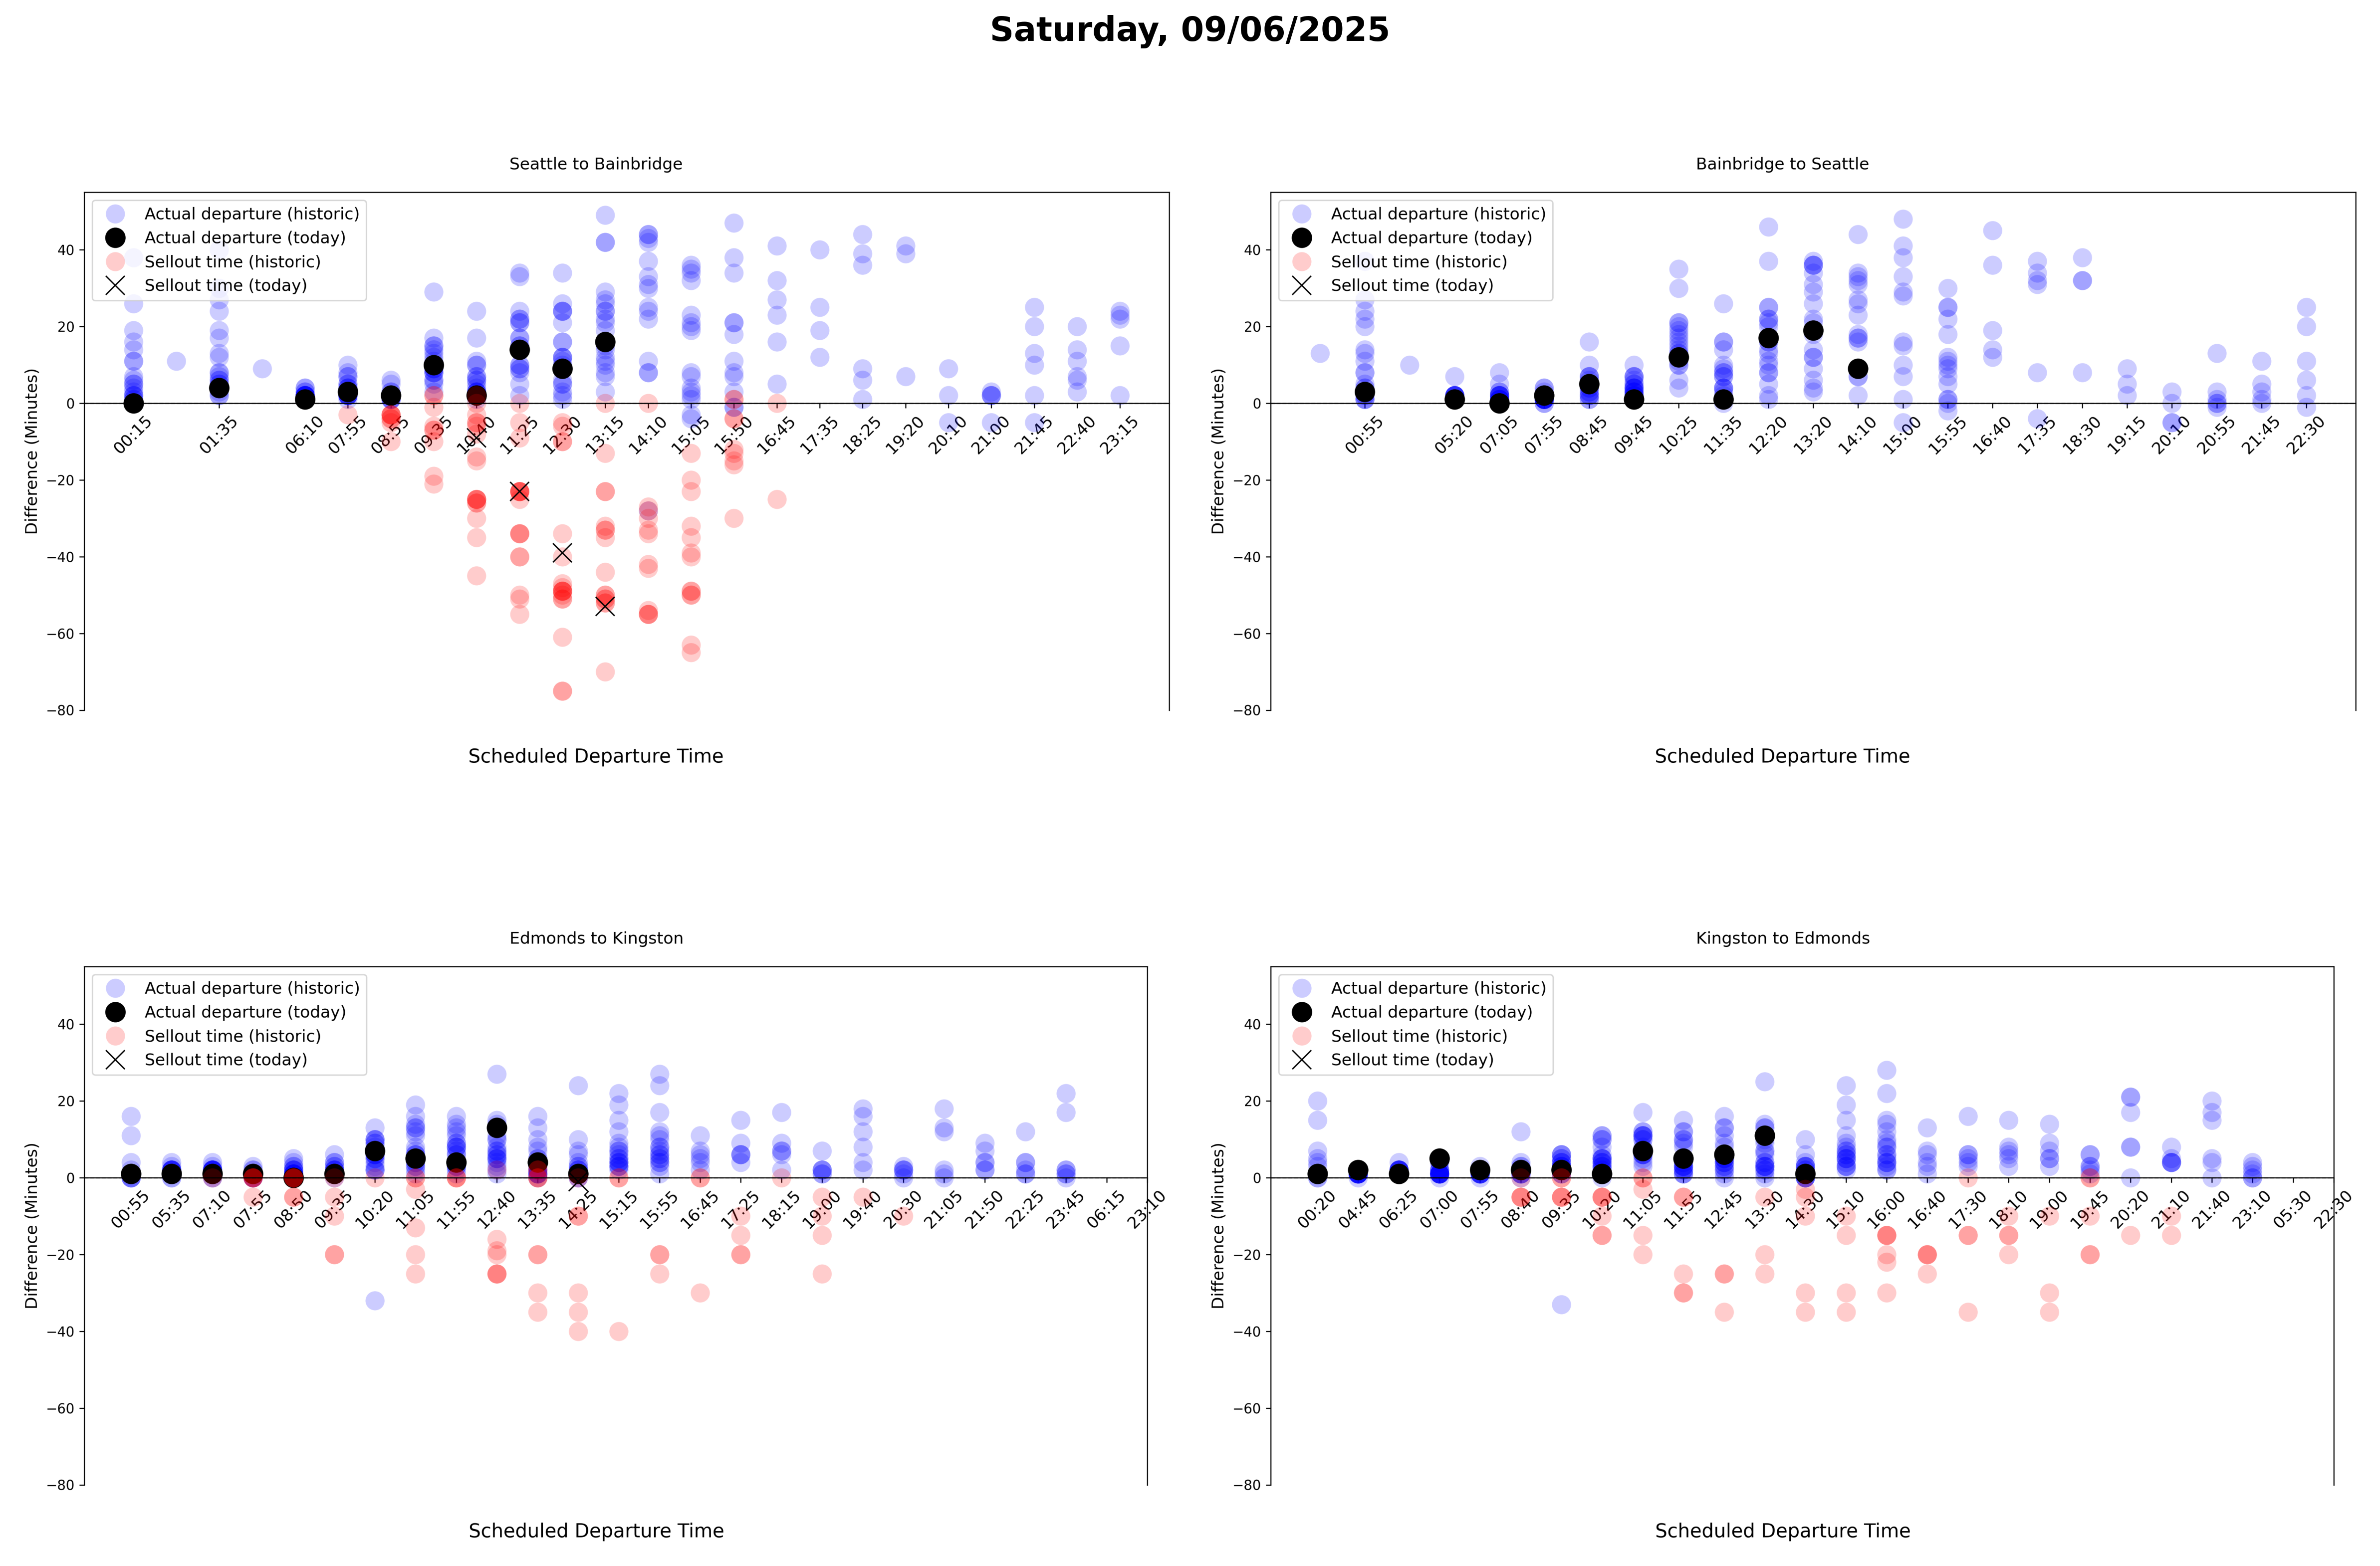 Saturday, 09/06/2025
Seattle to Bainbridge
Actual departure (historic)
Actual departure (today)
Sellout time (historic)
Sellout time (today)
Difference (Minutes)
40
20
0
−20
−40
−60
−80
00:15 01:35 06:10 07:55 08:55 09:35 10:40 11:25 12:30 13:15 14:10 15:05 15:50 16:45 17:35 18:25 19:20 20:10 21:00 21:45 22:40 23:15
Scheduled Departure Time
Bainbridge to Seattle
Actual departure (historic)
Actual departure (today)
Sellout time (historic)
Sellout time (today)
Difference (Minutes)
40
20
0
−20
−40
−60
−80
00:55 05:20 07:05 07:55 08:45 09:45 10:25 11:35 12:20 13:20 14:10 15:00 15:55 16:40 17:35 18:30 19:15 20:10 20:55 21:45 22:30
Scheduled Departure Time
Edmonds to Kingston
Actual departure (historic)
Actual departure (today)
Sellout time (historic)
Sellout time (today)
Difference (Minutes)
40
20
0
−20
−40
−60
−80
00:55 05:35 07:10 07:55 08:50 09:35 10:20 11:05 11:55 12:40 13:35 14:25 15:15 15:55 16:45 17:25 18:15 19:00 19:40 20:30 21:05 21:50 22:25 23:45 06:15 23:10
Scheduled Departure Time
Kingston to Edmonds
Actual departure (historic)
Actual departure (today)
Sellout time (historic)
Sellout time (today)
Difference (Minutes)
40
20
0
−20
−40
−60
−80
00:20 04:45 06:25 07:00 07:55 08:40 09:35 10:20 11:05 11:55 12:45 13:30 14:30 15:10 16:00 16:40 17:30 18:10 19:00 19:45 20:20 21:10 21:40 23:10 05:30 22:30
Scheduled Departure Time